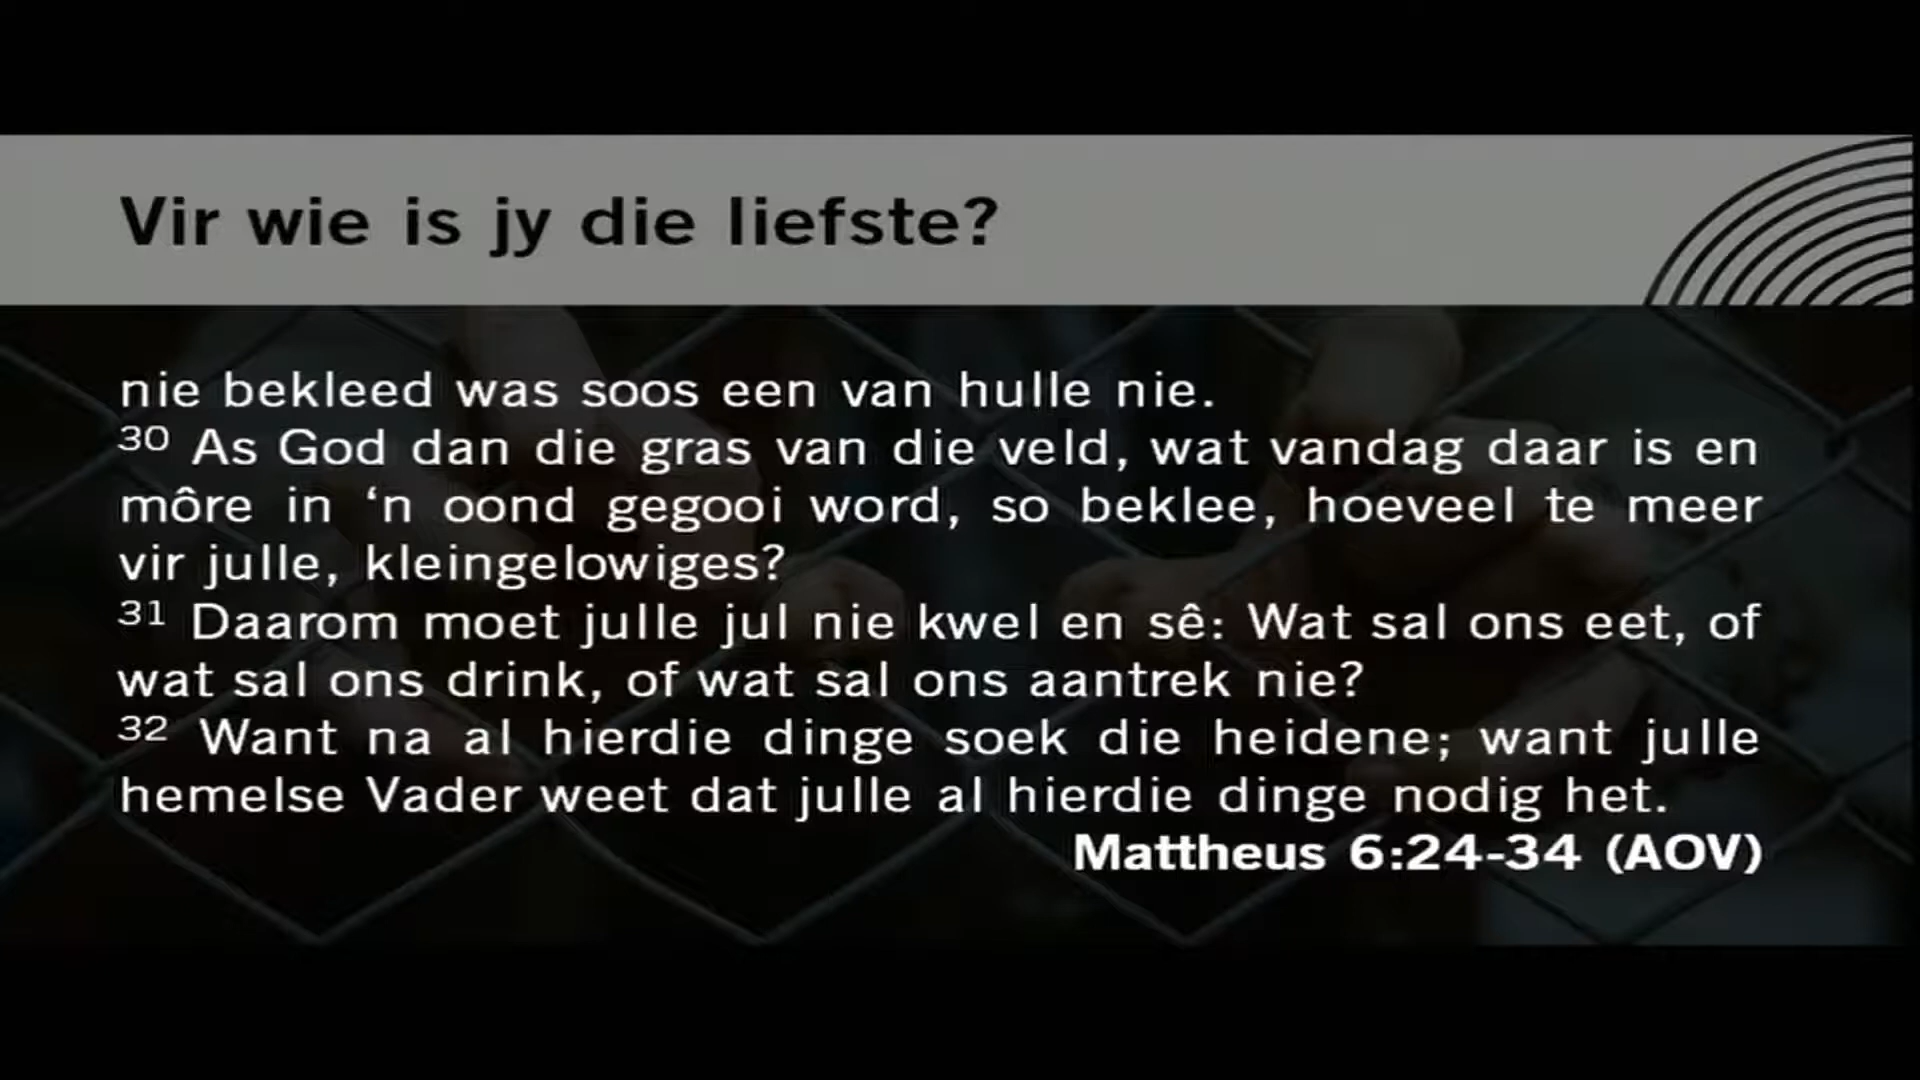 Vir wie is jy die liefste?
nie bekleed was soos een van hulle nie.
30 As God dan die gras van die veld, wat vandag daar is en
môre in ‘n oond gegooi word, so beklee, hoeveel te meer
vir julle, kleingelowiges?
31 Daarom moet julle jul nie kwel en sê: Wat sal ons eet, of
wat sal ons drink, of wat sal ons aantrek nie?
32 Want na al hierdie dinge soek die heidene; want julle
hemelse Vader weet dat julle al hierdie dinge nodig het.
Mattheus 6:24-34 (AOV)